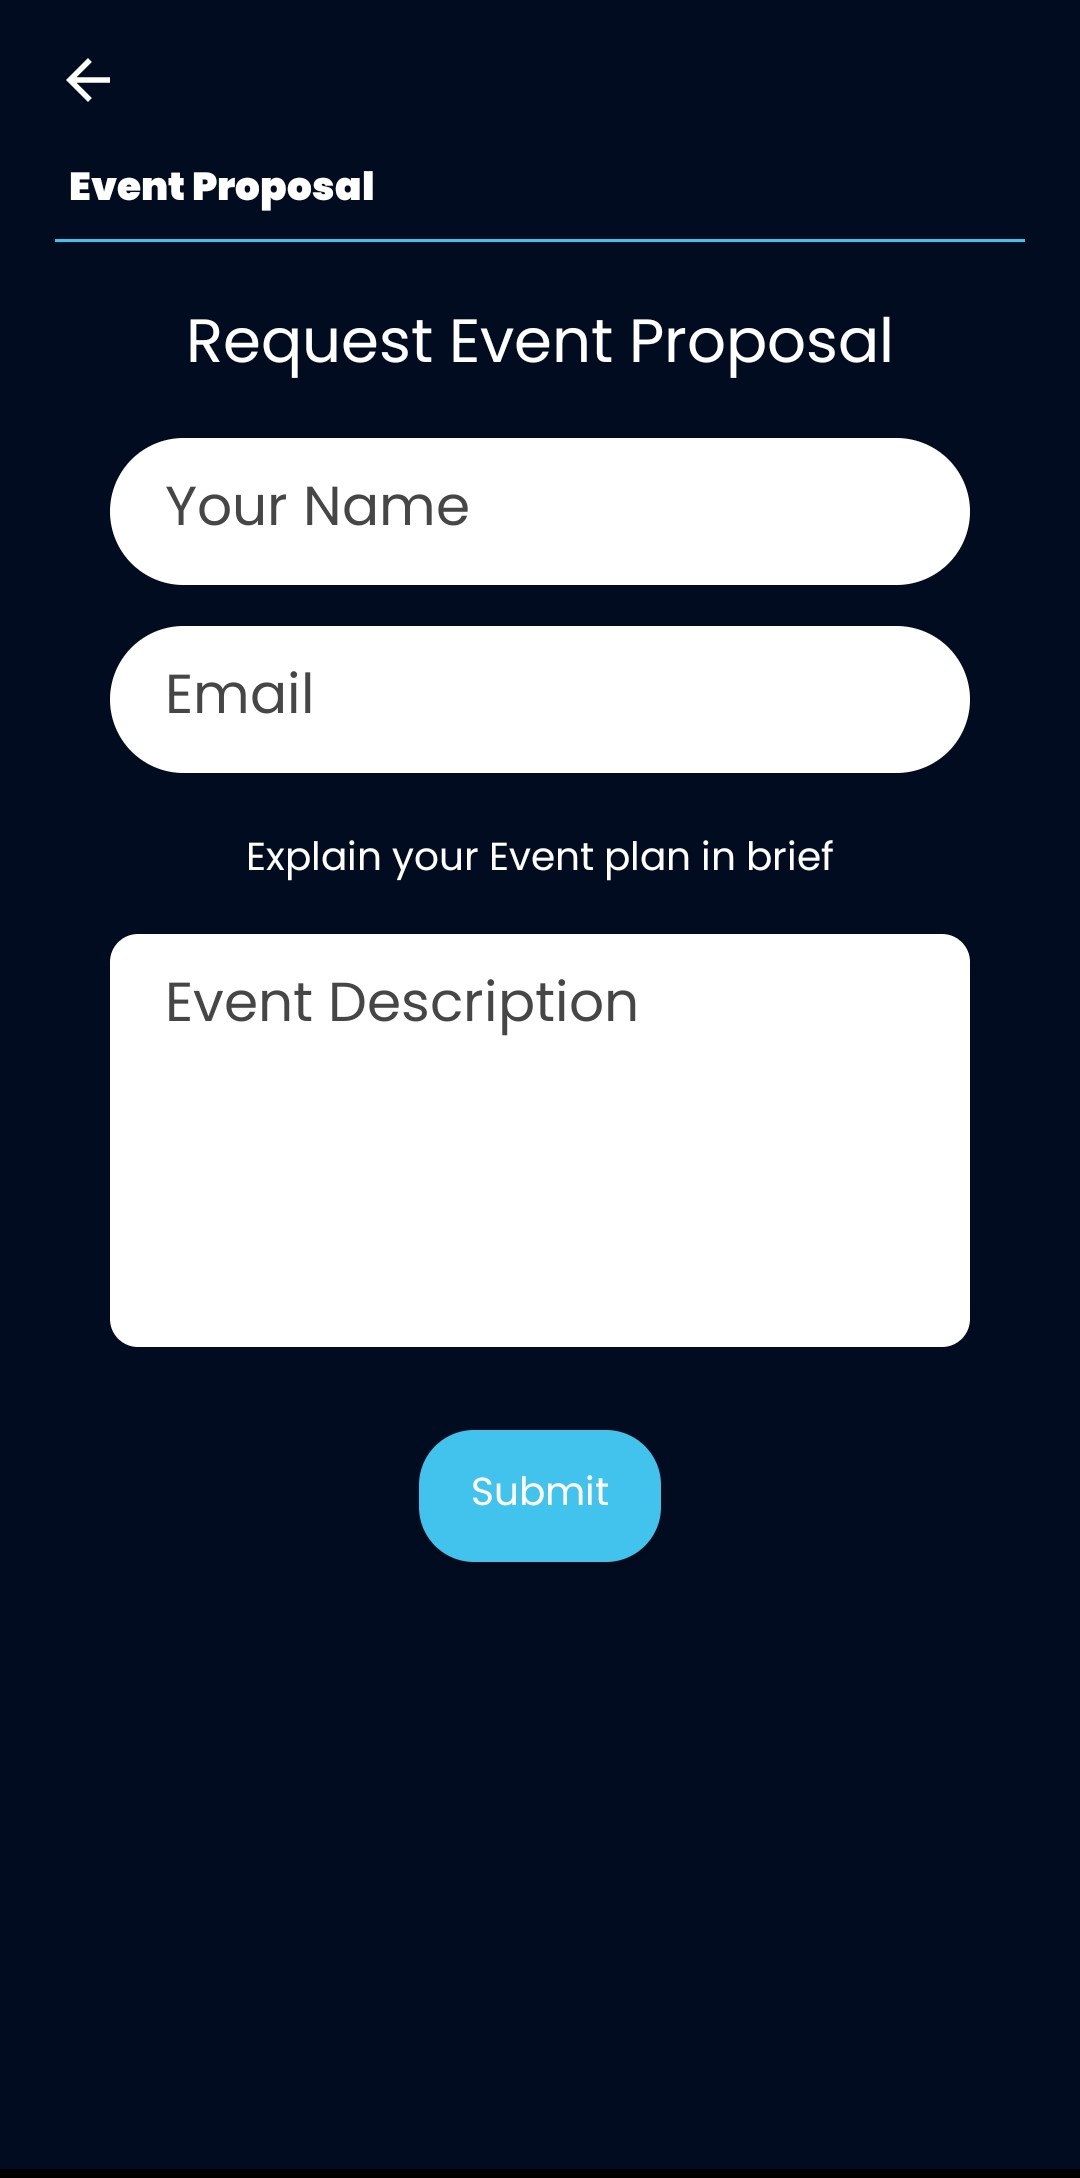 Event Proposal
Request Event Proposal
Your Name
Email
Explain your Event plan in brief
Event Description
Submit